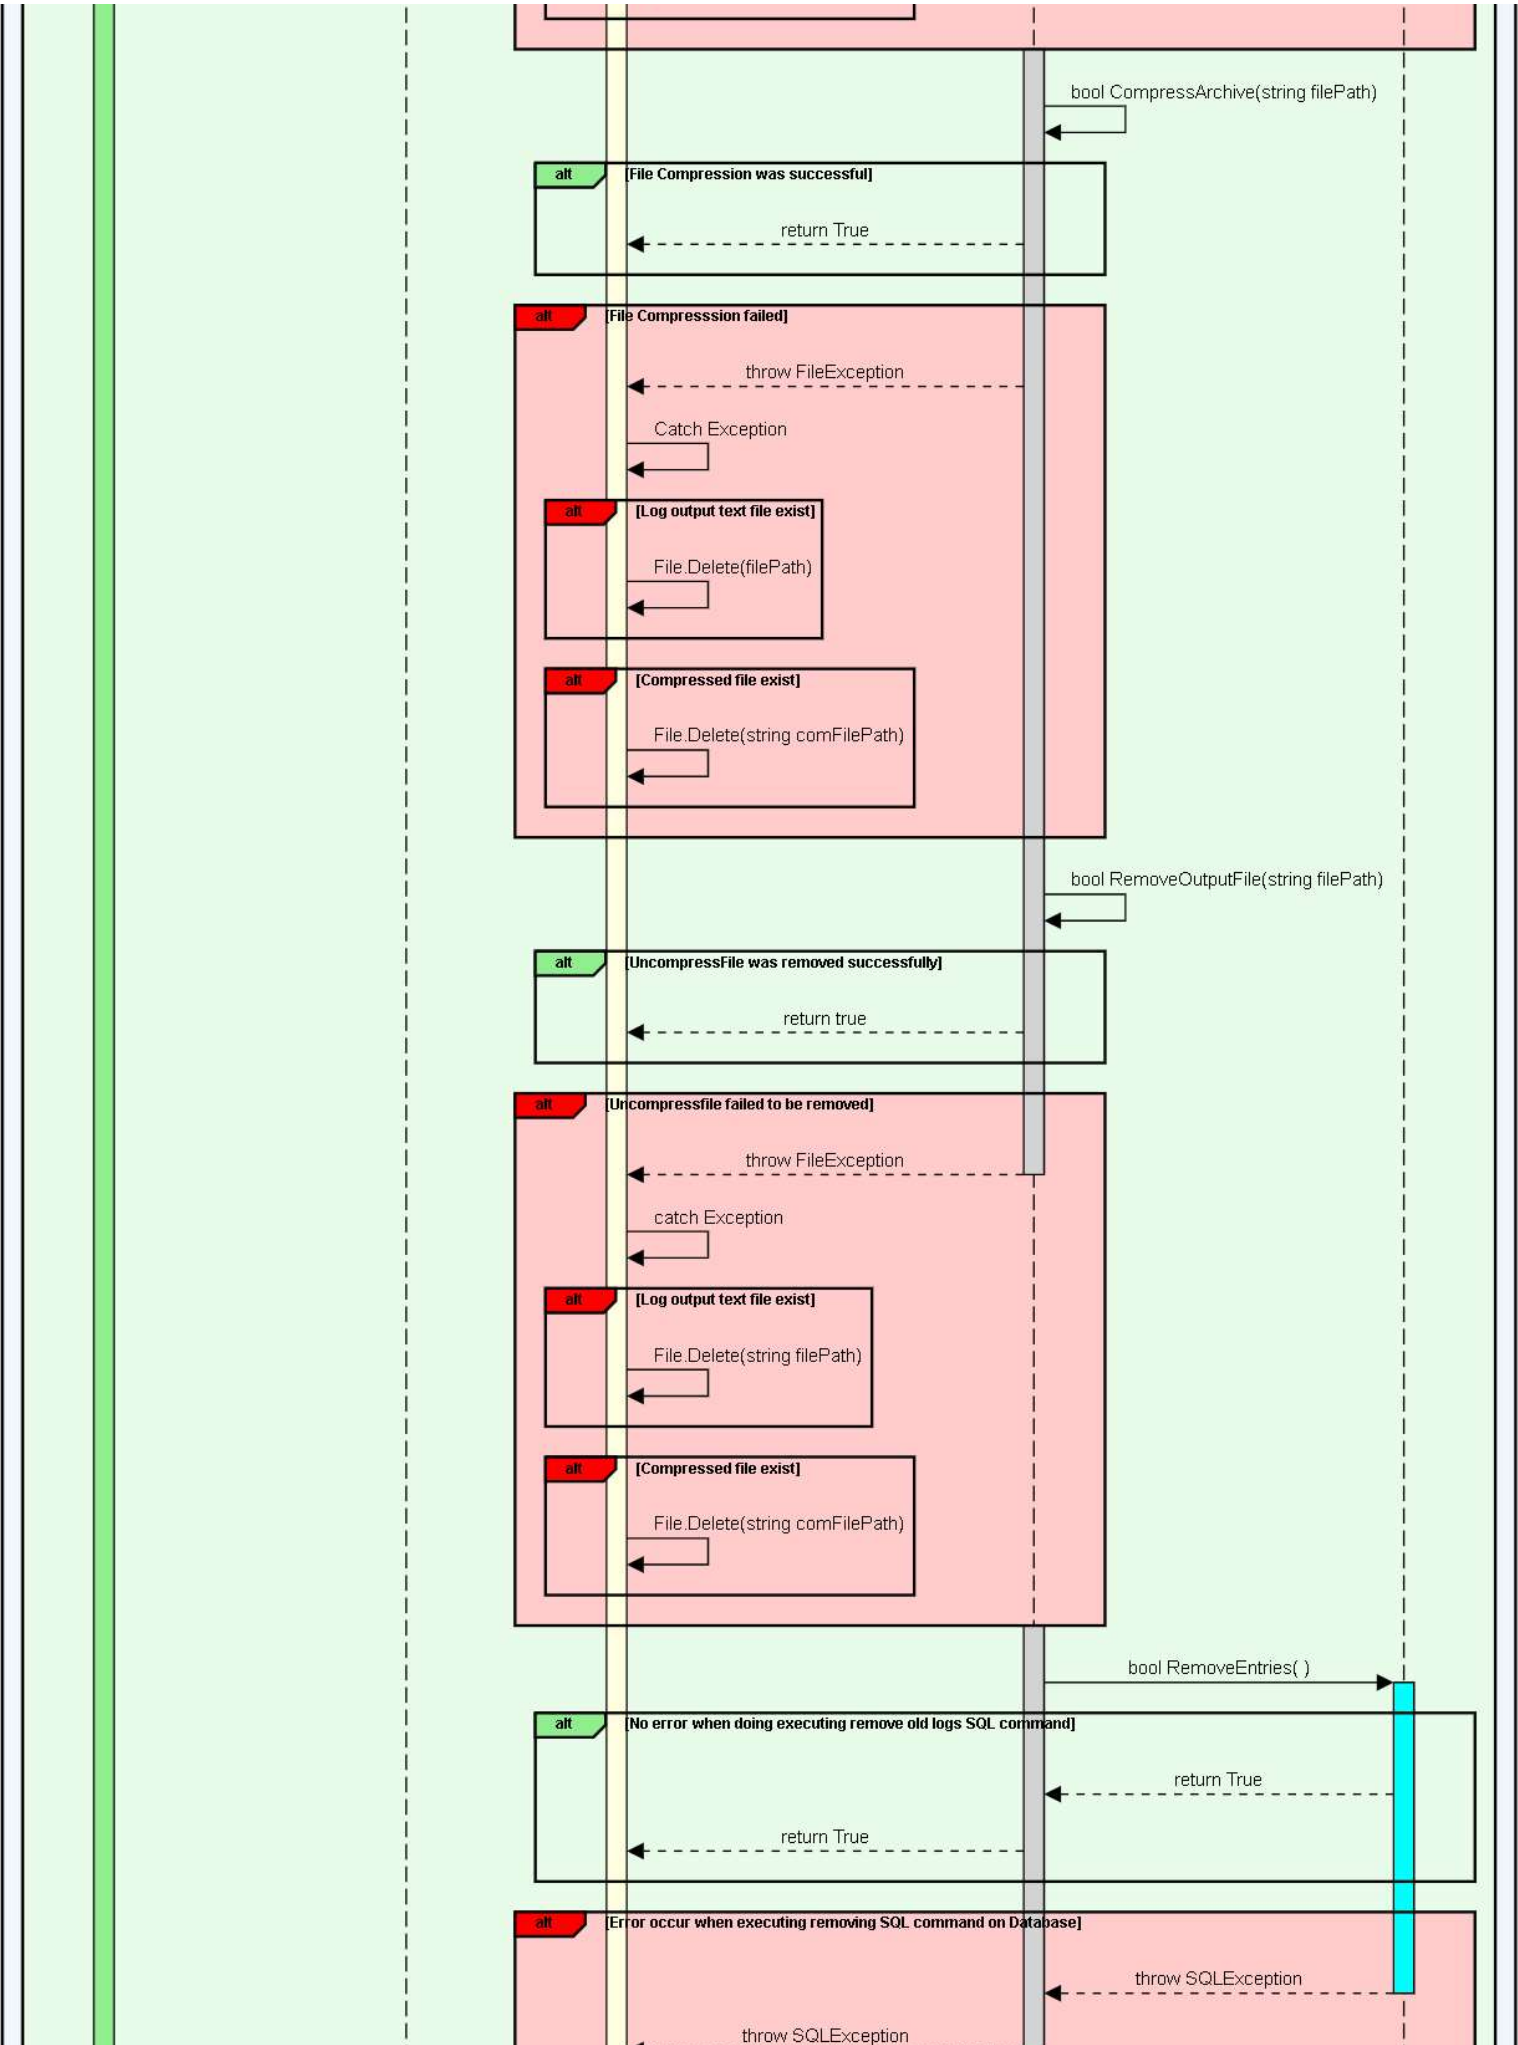 bool CompressArchive(string filePath)
alt [File Compression was successful]
return True
alt [File Compresssion failed]
throw FileException
Catch Exception
alt [Log output text file exist]
File.Delete(filePath)
alt [Compressed file exist]
File.Delete(string comFilePath)
bool RemoveOutputFile(string filePath)
alt [UncompressFile was removed successfully]
return true
alt [Uncompressfile failed to be removed]
throw FileException
catch Exception
alt [Log output text file exist]
File.Delete(string filePath)
alt [Compressed file exist]
File.Delete(string comFilePath)
bool RemoveEntries( )
alt [No error when doing executing remove old logs SQL command]
return True
return True
alt [Error occur when executing removing SQL command on Database]
throw SQLException
throw SQLException